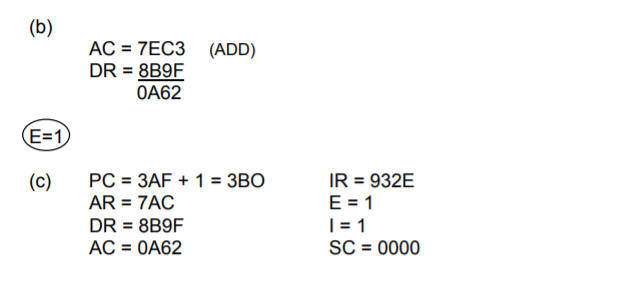 (b)
AC = 7EC3 (ADD)
DR = 8B9F
0A62
E=1
(c) PC = 3AF + 1 = 3BO IR = 932E
AR = 7AC E = 1
DR = 8B9F I = 1
AC = 0A62 SC = 0000